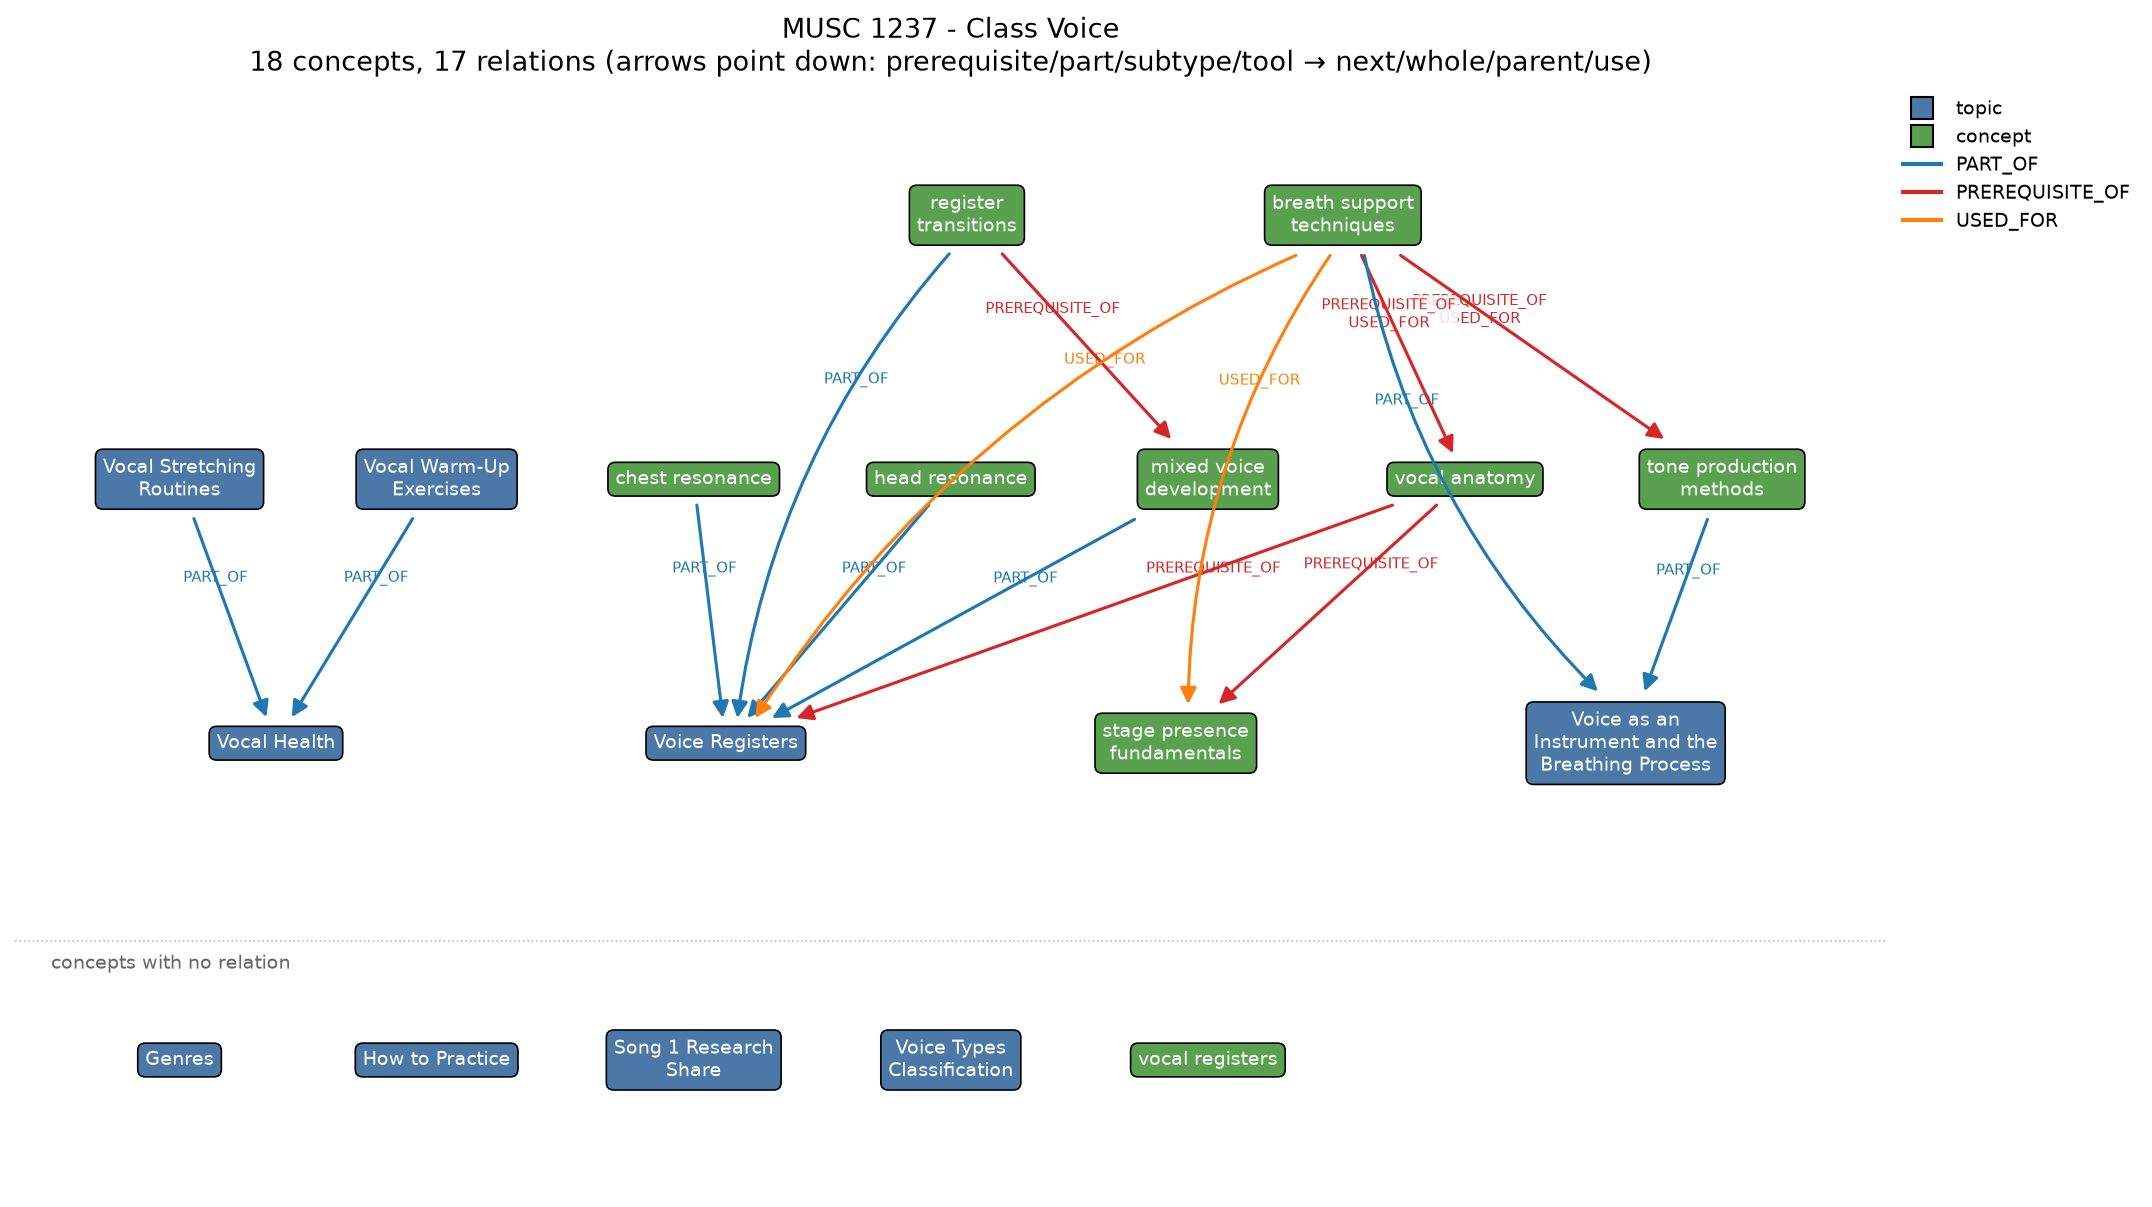 MUSC 1237 - Class Voice
18 concepts, 17 relations (arrows point down: prerequisite/part/subtype/tool → next/whole/parent/use)
topic
concept
PART_OF
PREREQUISITE_OF
USED_FOR
register
transitions
breath support
techniques
PREREQUISITE_OF
PREREQUISITE_OF
USED_FOR
PREREQUISITE_OF
USED_FOR
USED_FOR
PART_OF
USED_FOR
PART_OF
Vocal Stretching
Routines
Vocal Warm-Up
Exercises
chest resonance
head resonance
mixed voice
development
vocal anatomy
tone production
methods
PART_OF
PART_OF
PART_OF
PART_OF
PART_OF
PREREQUISITE_OF
PREREQUISITE_OF
PART_OF
Vocal Health
Voice Registers
stage presence
fundamentals
Voice as an
Instrument and the
Breathing Process
concepts with no relation
Genres
How to Practice
Song 1 Research
Share
Voice Types
Classification
vocal registers